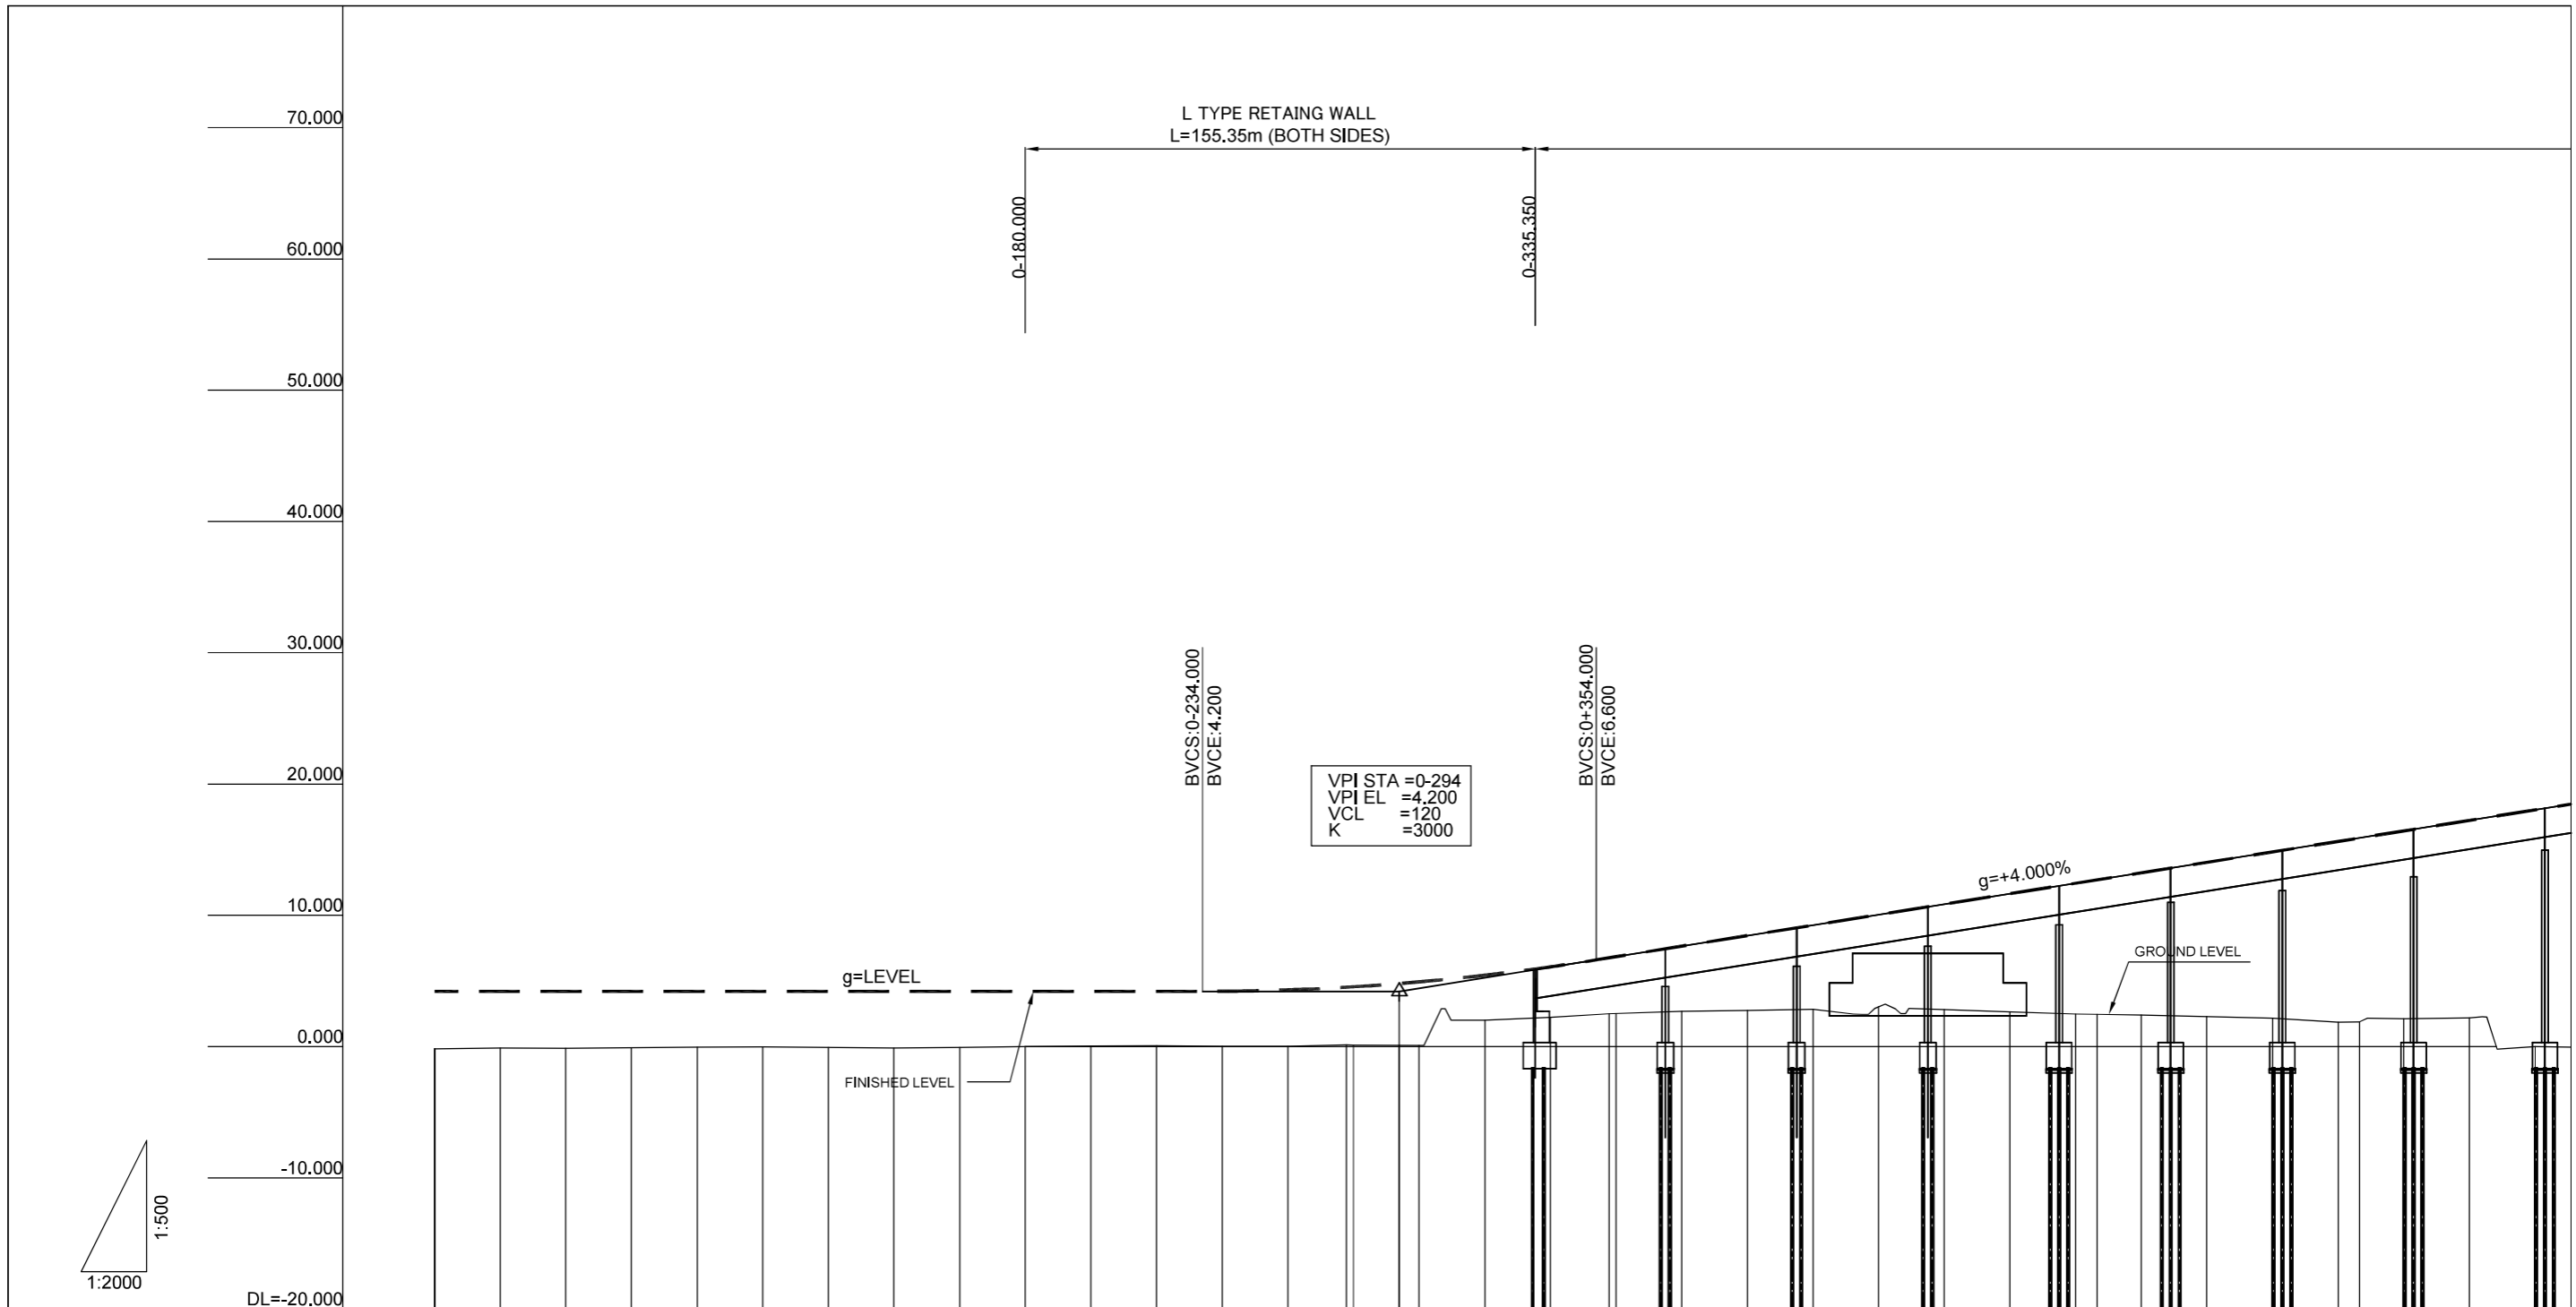 L TYPE RETAING WALL
L=155.35m (BOTH SIDES)
70.000
60.000
50.000
40.000
30.000
20.000
10.000
0.000
-10.000
DL=-20.000
0-180.000
0-335.350
BVCS:0-234.000
BVCE:4.200
BVCS:0+354.000
BVCE:6.600
VPI STA =0-294
VPI EL =4.200
VCL =120
K =3000
g=+4.000%
g=LEVEL
GROUND LEVEL
FINISHED LEVEL
1:500
1:2000